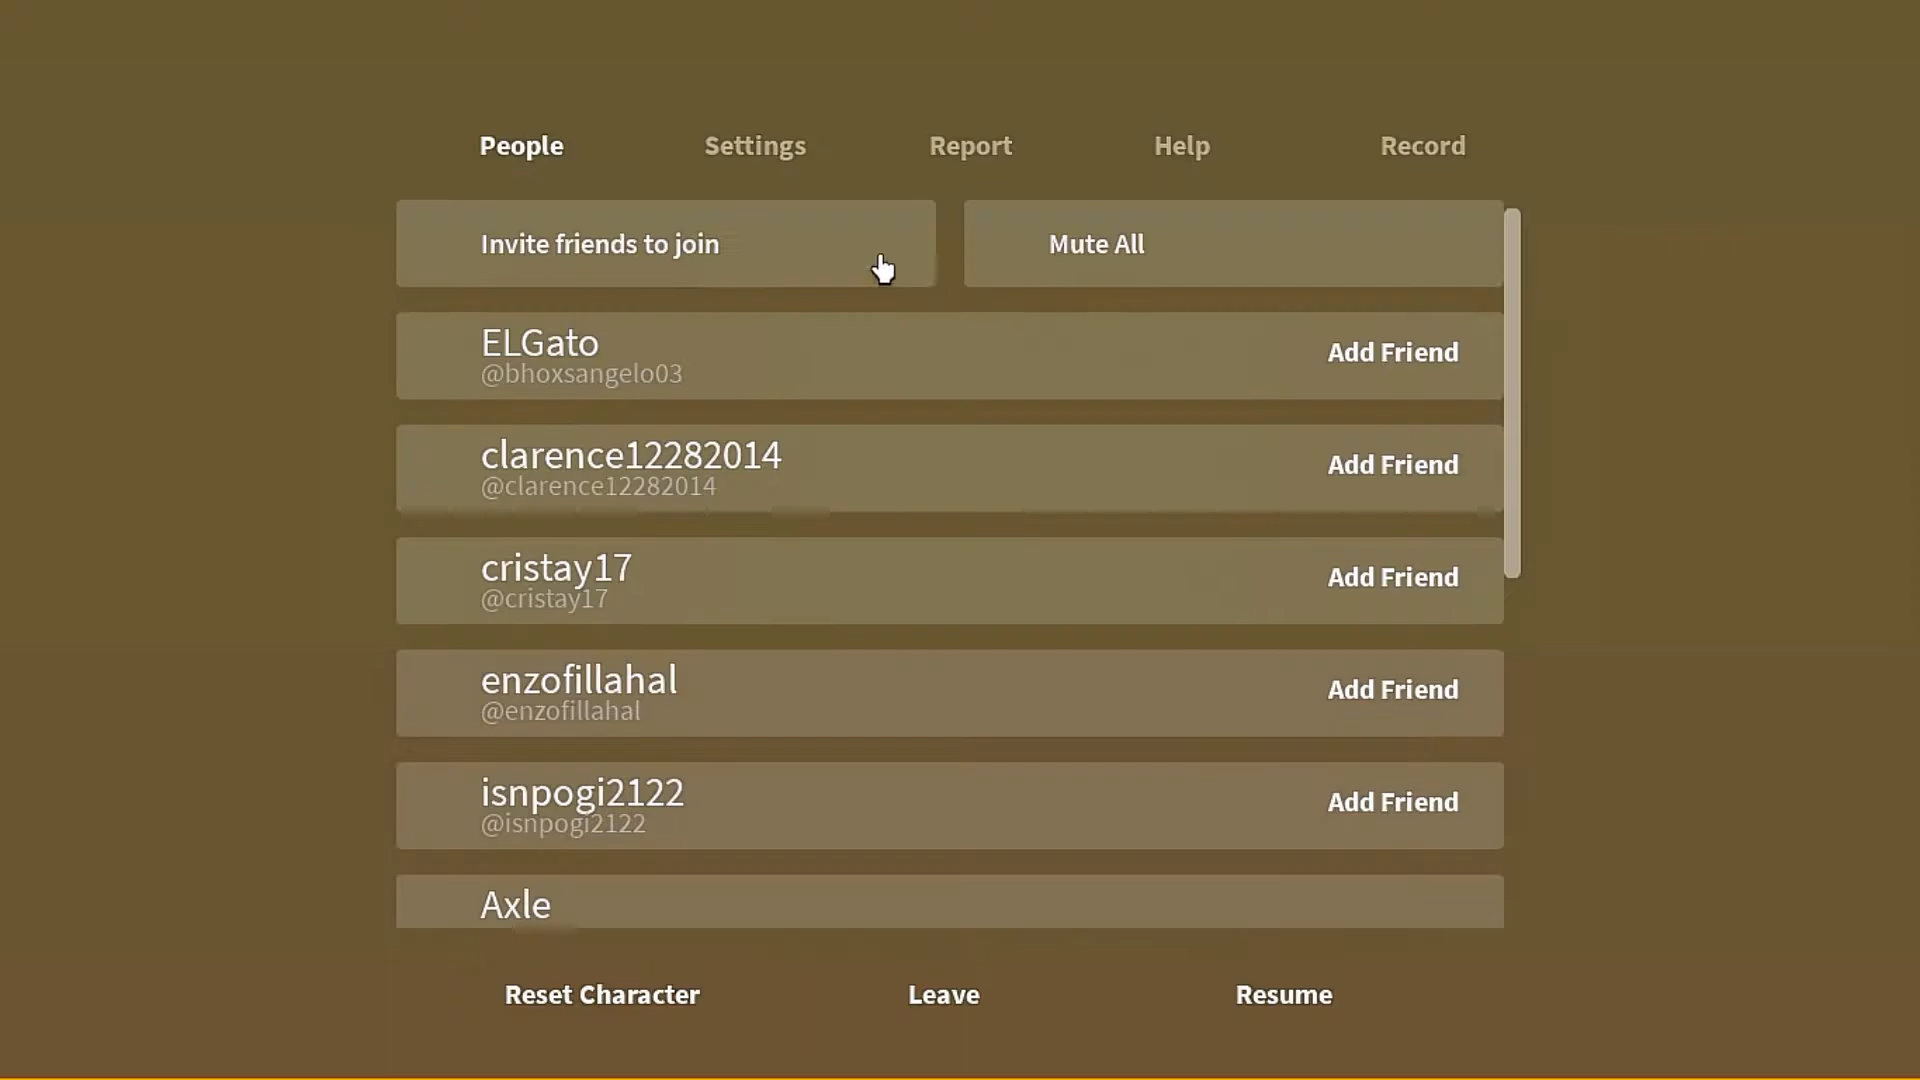 People Settings Report Help Record
Invite friends to join Mute All
ELGato
@bhoxsangelo03
Add Friend
clarence12282014
@clarence12282014
Add Friend
cristay17
@cristay17
Add Friend
enzofillahal
@enzofillahal
Add Friend
isnpogi2122
@isnpogi2122
Add Friend
Axle
Reset Character Leave Resume